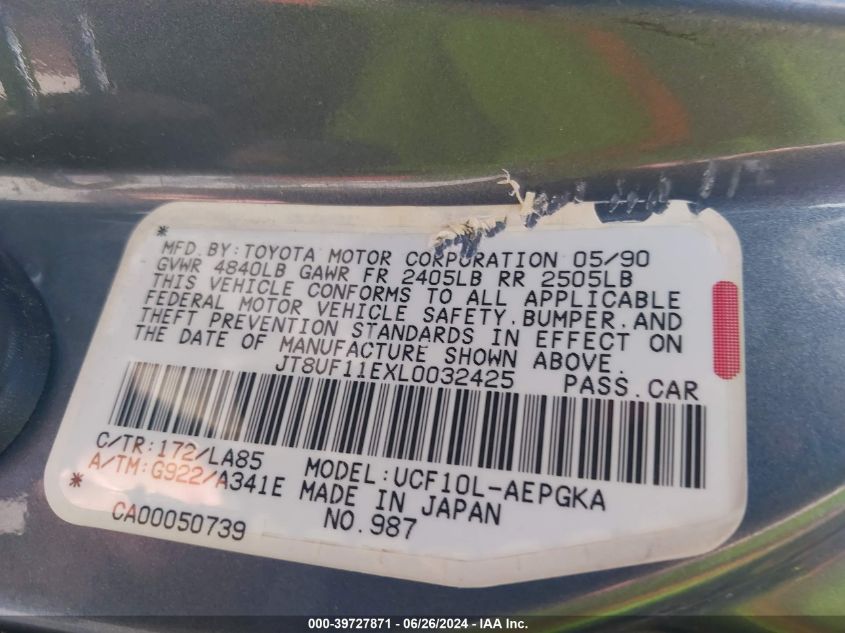 * MFD.BY:TOYOTA MOTOR CORPORATION 05/90
GVWR 4840LB GAWR FR 2405LB RR 2505LB
THIS VEHICLE CONFORMS TO ALL APPLICABLE
FEDERAL MOTOR VEHICLE SAFETY,BUMPER,AND
THEFT PREVENTION STANDARDS IN EFFECT ON
THE DATE OF MANUFACTURE SHOWN ABOVE.
JT8UF11EXL0032425 PASS.CAR
C/TR:172/LA85 MODEL:UCF10L-AEPGKA
* A/TM:G922/A341E MADE IN JAPAN
CA00050739 NO.987
000-39727871 - 06/26/2024 - IAA Inc.